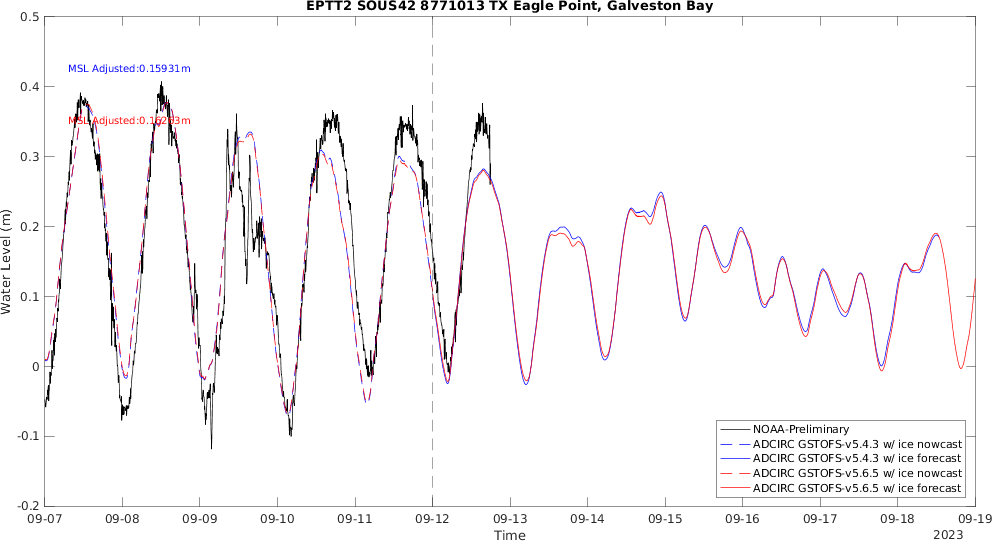 EPTT2 SOUS42 8771013 TX Eagle Point, Galveston Bay
0.5
MSL Adjusted:0.15931m
0.4
MSL Adjusted:
0.3
Water Level (m)
0.2
0.1
0
-0.1
-0.2
NOAA-Preliminary
ADCIRC GSTOFS-v5.4.3 w/ ice nowcast
ADCIRC GSTOFS-v5.4.3 w/ ice forecast
ADCIRC GSTOFS-v5.6.5 w/ ice nowcast
ADCIRC GSTOFS-v5.6.5 w/ ice forecast
09-07 09-08 09-09 09-10 09-11 09-12 09-13 09-14 09-15 09-16 09-17 09-18 09-19
Time
2023